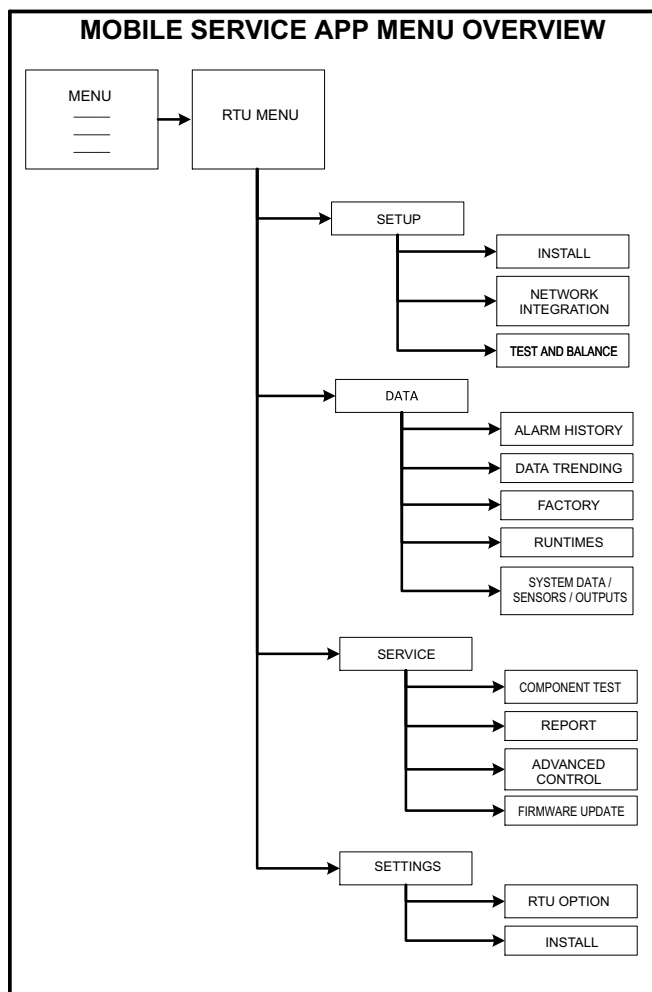 MOBILE SERVICE APP MENU OVERVIEW
MENU
RTU MENU
SETUP
INSTALL
NETWORK
INTEGRATION
TEST AND BALANCE
DATA
ALARM HISTORY
DATA TRENDING
FACTORY
RUNTIMES
SYSTEM DATA /
SENSORS / OUTPUTS
SERVICE
COMPONENT TEST
REPORT
ADVANCED
CONTROL
FIRMWARE UPDATE
SETTINGS
RTU OPTION
INSTALL